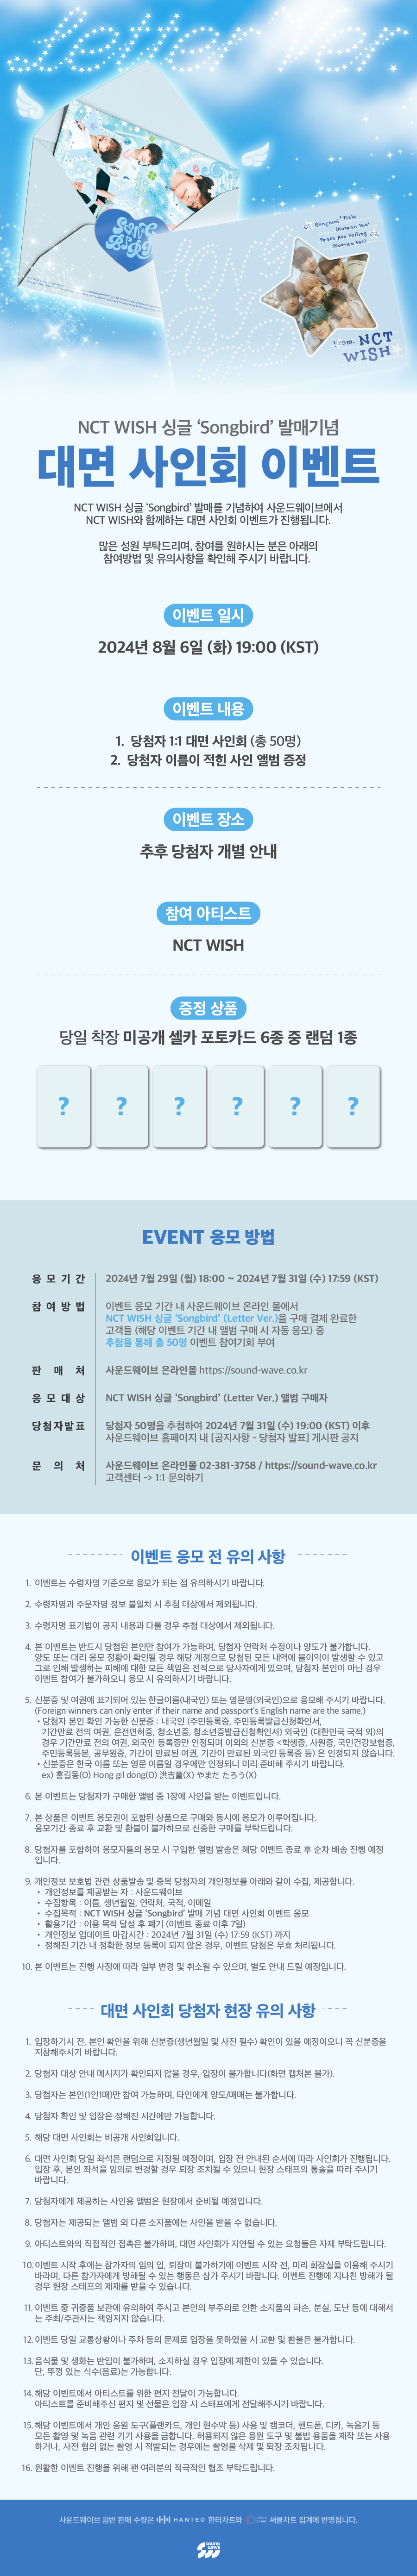 Letter Ver
SongBird
Songbird" Title
(Korean Ver.)
Tears Are Falling
(Korean Ver.)
From. NCT
WISH
NCT WISH 싱글 ‘Songbird’ 발매기념
대면 사인회 이벤트
NCT WISH 싱글 ‘Songbird’ 발매를 기념하여 사운드웨이브에서
NCT WISH와 함께하는 대면 사인회 이벤트가 진행됩니다.
많은 성원 부탁드리며, 참여를 원하시는 분은 아래의
참여방법 및 유의사항을 확인해 주시기 바랍니다.
이벤트 일시
2024년 8월 6일 (화) 19:00 (KST)
이벤트 내용
1. 당첨자 1:1 대면 사인회 (총 50명)
2. 당첨자 이름이 적힌 사인 앨범 증정
이벤트 장소
추후 당첨자 개별 안내
참여 아티스트
NCT WISH
증정 상품
당일 착장 미공개 셀카 포토카드 6종 중 랜덤 1종
? ? ? ? ? ?
EVENT 응모 방법
응 모 기 간 2024년 7월 29일 (월) 18:00 ~ 2024년 7월 31일 (수) 17:59 (KST)
참 여 방 법 이벤트 응모 기간 내 사운드웨이브 온라인 몰에서
NCT WISH 싱글 ‘Songbird’ (Letter Ver.)을 구매 결제 완료한
고객들 (해당 이벤트 기간 내 앨범 구매 시 자동 응모) 중
추첨을 통해 총 50명 이벤트 참여기회 부여
판 매 처 사운드웨이브 온라인몰 https://sound-wave.co.kr
응 모 대 상 NCT WISH 싱글 ‘Songbird’ (Letter Ver.) 앨범 구매자
당첨자발표 당첨자 50명을 추첨하여 2024년 7월 31일 (수) 19:00 (KST) 이후
사운드웨이브 홈페이지 내 [공지사항 - 당첨자 발표] 게시판 공지
문 의 처 사운드웨이브 온라인몰 02-381-3758 / https://sound-wave.co.kr
고객센터 -> 1:1 문의하기
이벤트 응모 전 유의 사항
1. 이벤트는 수령자명 기준으로 응모가 되는 점 유의하시기 바랍니다.
2. 수령자명과 주문자명 정보 불일치 시 추첨 대상에서 제외됩니다.
3. 수령자명 표기법이 공지 내용과 다를 경우 추첨 대상에서 제외됩니다.
4. 본 이벤트는 반드시 당첨된 본인만 참여가 가능하며, 당첨자 연락처 수정이나 양도가 불가합니다.
양도 또는 대리 응모 정황이 확인될 경우 해당 계정으로 당첨된 모든 내역에 불이익이 발생할 수 있고
그로 인해 발생하는 피해에 대한 모든 책임은 전적으로 당사자에게 있으며, 당첨자 본인이 아닌 경우
이벤트 참여가 불가하오니 응모 시 유의하시기 바랍니다.
5. 신분증 및 여권에 표기되어 있는 한글이름(내국인) 또는 영문명(외국인)으로 응모해 주시기 바랍니다.
(Foreign winners can only enter if their name and passport's English name are the same.)
• 당첨자 본인 확인 가능한 신분증 : 내국인 (주민등록증, 주민등록발급신청확인서,
기간만료 전의 여권, 운전면허증, 청소년증, 청소년증발급신청확인서) 외국인 (대한민국 국적 외)의
경우 기간만료 전의 여권, 외국인 등록증만 인정되며 이외의 신분증 <학생증, 사원증, 국민건강보험증,
주민등록등본, 공무원증, 기간이 만료된 여권, 기간이 만료된 외국인 등록증 등) 은 인정되지 않습니다.
• 신분증은 한국 이름 또는 영문 이름일 경우에만 인정되니 미리 준비해 주시기 바랍니다.
ex) 홍길동(O) Hong gil dong(O) 洪吉童(X) やまだ たろう(X)
6. 본 이벤트는 당첨자가 구매한 앨범 중 1장에 사인을 받는 이벤트입니다.
7. 본 상품은 이벤트 응모권이 포함된 상품으로 구매와 동시에 응모가 이루어집니다.
응모기간 종료 후 교환 및 환불이 불가하므로 신중한 구매를 부탁드립니다.
8. 당첨자를 포함하여 응모자들의 응모 시 구입한 앨범 발송은 해당 이벤트 종료 후 순차 배송 진행 예정
입니다.
9. 개인정보 보호법 관련 상품발송 및 중복 당첨자의 개인정보를 아래와 같이 수집, 제공합니다.
• 개인정보를 제공받는 자 : 사운드웨이브
• 수집항목 : 이름, 생년월일, 연락처, 국적, 이메일
• 수집목적 : NCT WISH 싱글 ‘Songbird’ 발매 기념 대면 사인회 이벤트 응모
• 활용기간 : 이용 목적 달성 후 폐기 (이벤트 종료 이후 7일)
• 개인정보 업데이트 마감시간 : 2024년 7월 31일 (수) 17:59 (KST) 까지
• 정해진 기간 내 정확한 정보 등록이 되지 않은 경우, 이벤트 당첨은 무효 처리됩니다.
10. 본 이벤트는 진행 사정에 따라 일부 변경 및 취소될 수 있으며, 별도 안내 드릴 예정입니다.
대면 사인회 당첨자 현장 유의 사항
1. 입장하기시 전, 본인 확인을 위해 신분증(생년월일 및 사진 필수) 확인이 있을 예정이오니 꼭 신분증을
지참해주시기 바랍니다.
2. 당첨자 대상 안내 메시지가 확인되지 않을 경우, 입장이 불가합니다(화면 캡처본 불가).
3. 당첨자는 본인(1인1매)만 참여 가능하며, 타인에게 양도/매매는 불가합니다.
4. 당첨자 확인 및 입장은 정해진 시간에만 가능합니다.
5. 해당 대면 사인회는 비공개 사인회입니다.
6. 대면 사인회 당일 좌석은 랜덤으로 지정될 예정이며, 입장 전 안내된 순서에 따라 사인회가 진행됩니다.
입장 후, 본인 좌석을 임의로 변경할 경우 퇴장 조치될 수 있으니 현장 스태프의 통솔을 따라 주시기
바랍니다.
7. 당첨자에게 제공하는 사인용 앨범은 현장에서 준비될 예정입니다.
8. 당첨자는 제공되는 앨범 외 다른 소지품에는 사인을 받을 수 없습니다.
9. 아티스트와의 직접적인 접촉은 불가하며, 대면 사인회가 지연될 수 있는 요청들은 자제 부탁드립니다.
10. 이벤트 시작 후에는 참가자의 임의 입, 퇴장이 불가하기에 이벤트 시작 전, 미리 화장실을 이용해 주시기
바라며, 다른 참가자에게 방해될 수 있는 행동은 삼가 주시기 바랍니다. 이벤트 진행에 지나친 방해가 될
경우 현장 스태프의 제재를 받을 수 있습니다.
11. 이벤트 중 귀중품 보관에 유의하여 주시고 본인의 부주의로 인한 소지품의 파손, 분실, 도난 등에 대해서
는 주최/주관사는 책임지지 않습니다.
12. 이벤트 당일 교통상황이나 주차 등의 문제로 입장을 못하였을 시 교환 및 환불은 불가합니다.
13. 음식물 및 생화는 반입이 불가하며, 소지하실 경우 입장에 제한이 있을 수 있습니다.
단, 뚜껑 있는 식수(음료)는 가능합니다.
14. 해당 이벤트에서 아티스트를 위한 편지 전달이 가능합니다.
아티스트를 준비해주신 편지 및 선물은 입장 시 스태프에게 전달해주시기 바랍니다.
15. 해당 이벤트에서 개인 응원 도구(플랜카드, 개인 현수막 등) 사용 및 캠코더, 핸드폰, 디카, 녹음기 등
모든 촬영 및 녹음 관련 기기 사용을 금합니다. 허용되지 않은 응원 도구 및 불법 용품을 제작 또는 사용
하거나, 사전 협의 없는 촬영 시 적발되는 경우에는 촬영물 삭제 및 퇴장 조치됩니다.
16. 원활한 이벤트 진행을 위해 팬 여러분의 적극적인 협조 부탁드립니다.
사운드웨이브 음반 판매 수량은 HANTEO 한터차트와 써클차트 집계에 반영됩니다.
sound wave